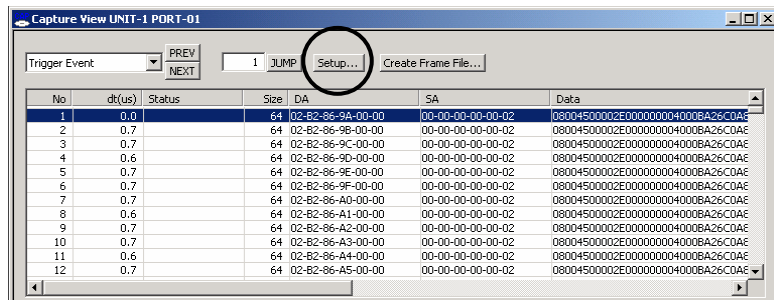 Capture View UNIT-1 PORT-01
Trigger Event PREV NEXT 1 JUMP Setup... Create Frame File...
No dt(us) Status Size DA SA Data
1 0.0 64 02-B2-86-9A-00-00 00-00-00-00-00-02 08004500002E000000004000BA26C0A8
2 0.7 64 02-B2-86-9B-00-00 00-00-00-00-00-02 08004500002E000000004000BA26C0A8
3 0.7 64 02-B2-86-9C-00-00 00-00-00-00-00-02 08004500002E000000004000BA26C0A8
4 0.6 64 02-B2-86-9D-00-00 00-00-00-00-00-02 08004500002E000000004000BA26C0A8
5 0.7 64 02-B2-86-9E-00-00 00-00-00-00-00-02 08004500002E000000004000BA26C0A8
6 0.7 64 02-B2-86-9F-00-00 00-00-00-00-00-02 08004500002E000000004000BA26C0A8
7 0.7 64 02-B2-86-A0-00-00 00-00-00-00-00-02 08004500002E000000004000BA26C0A8
8 0.6 64 02-B2-86-A1-00-00 00-00-00-00-00-02 08004500002E000000004000BA26C0A8
9 0.7 64 02-B2-86-A2-00-00 00-00-00-00-00-02 08004500002E000000004000BA26C0A8
10 0.7 64 02-B2-86-A3-00-00 00-00-00-00-00-02 08004500002E000000004000BA26C0A8
11 0.6 64 02-B2-86-A4-00-00 00-00-00-00-00-02 08004500002E000000004000BA26C0A8
12 0.7 64 02-B2-86-A5-00-00 00-00-00-00-00-02 08004500002E000000004000BA26C0A8